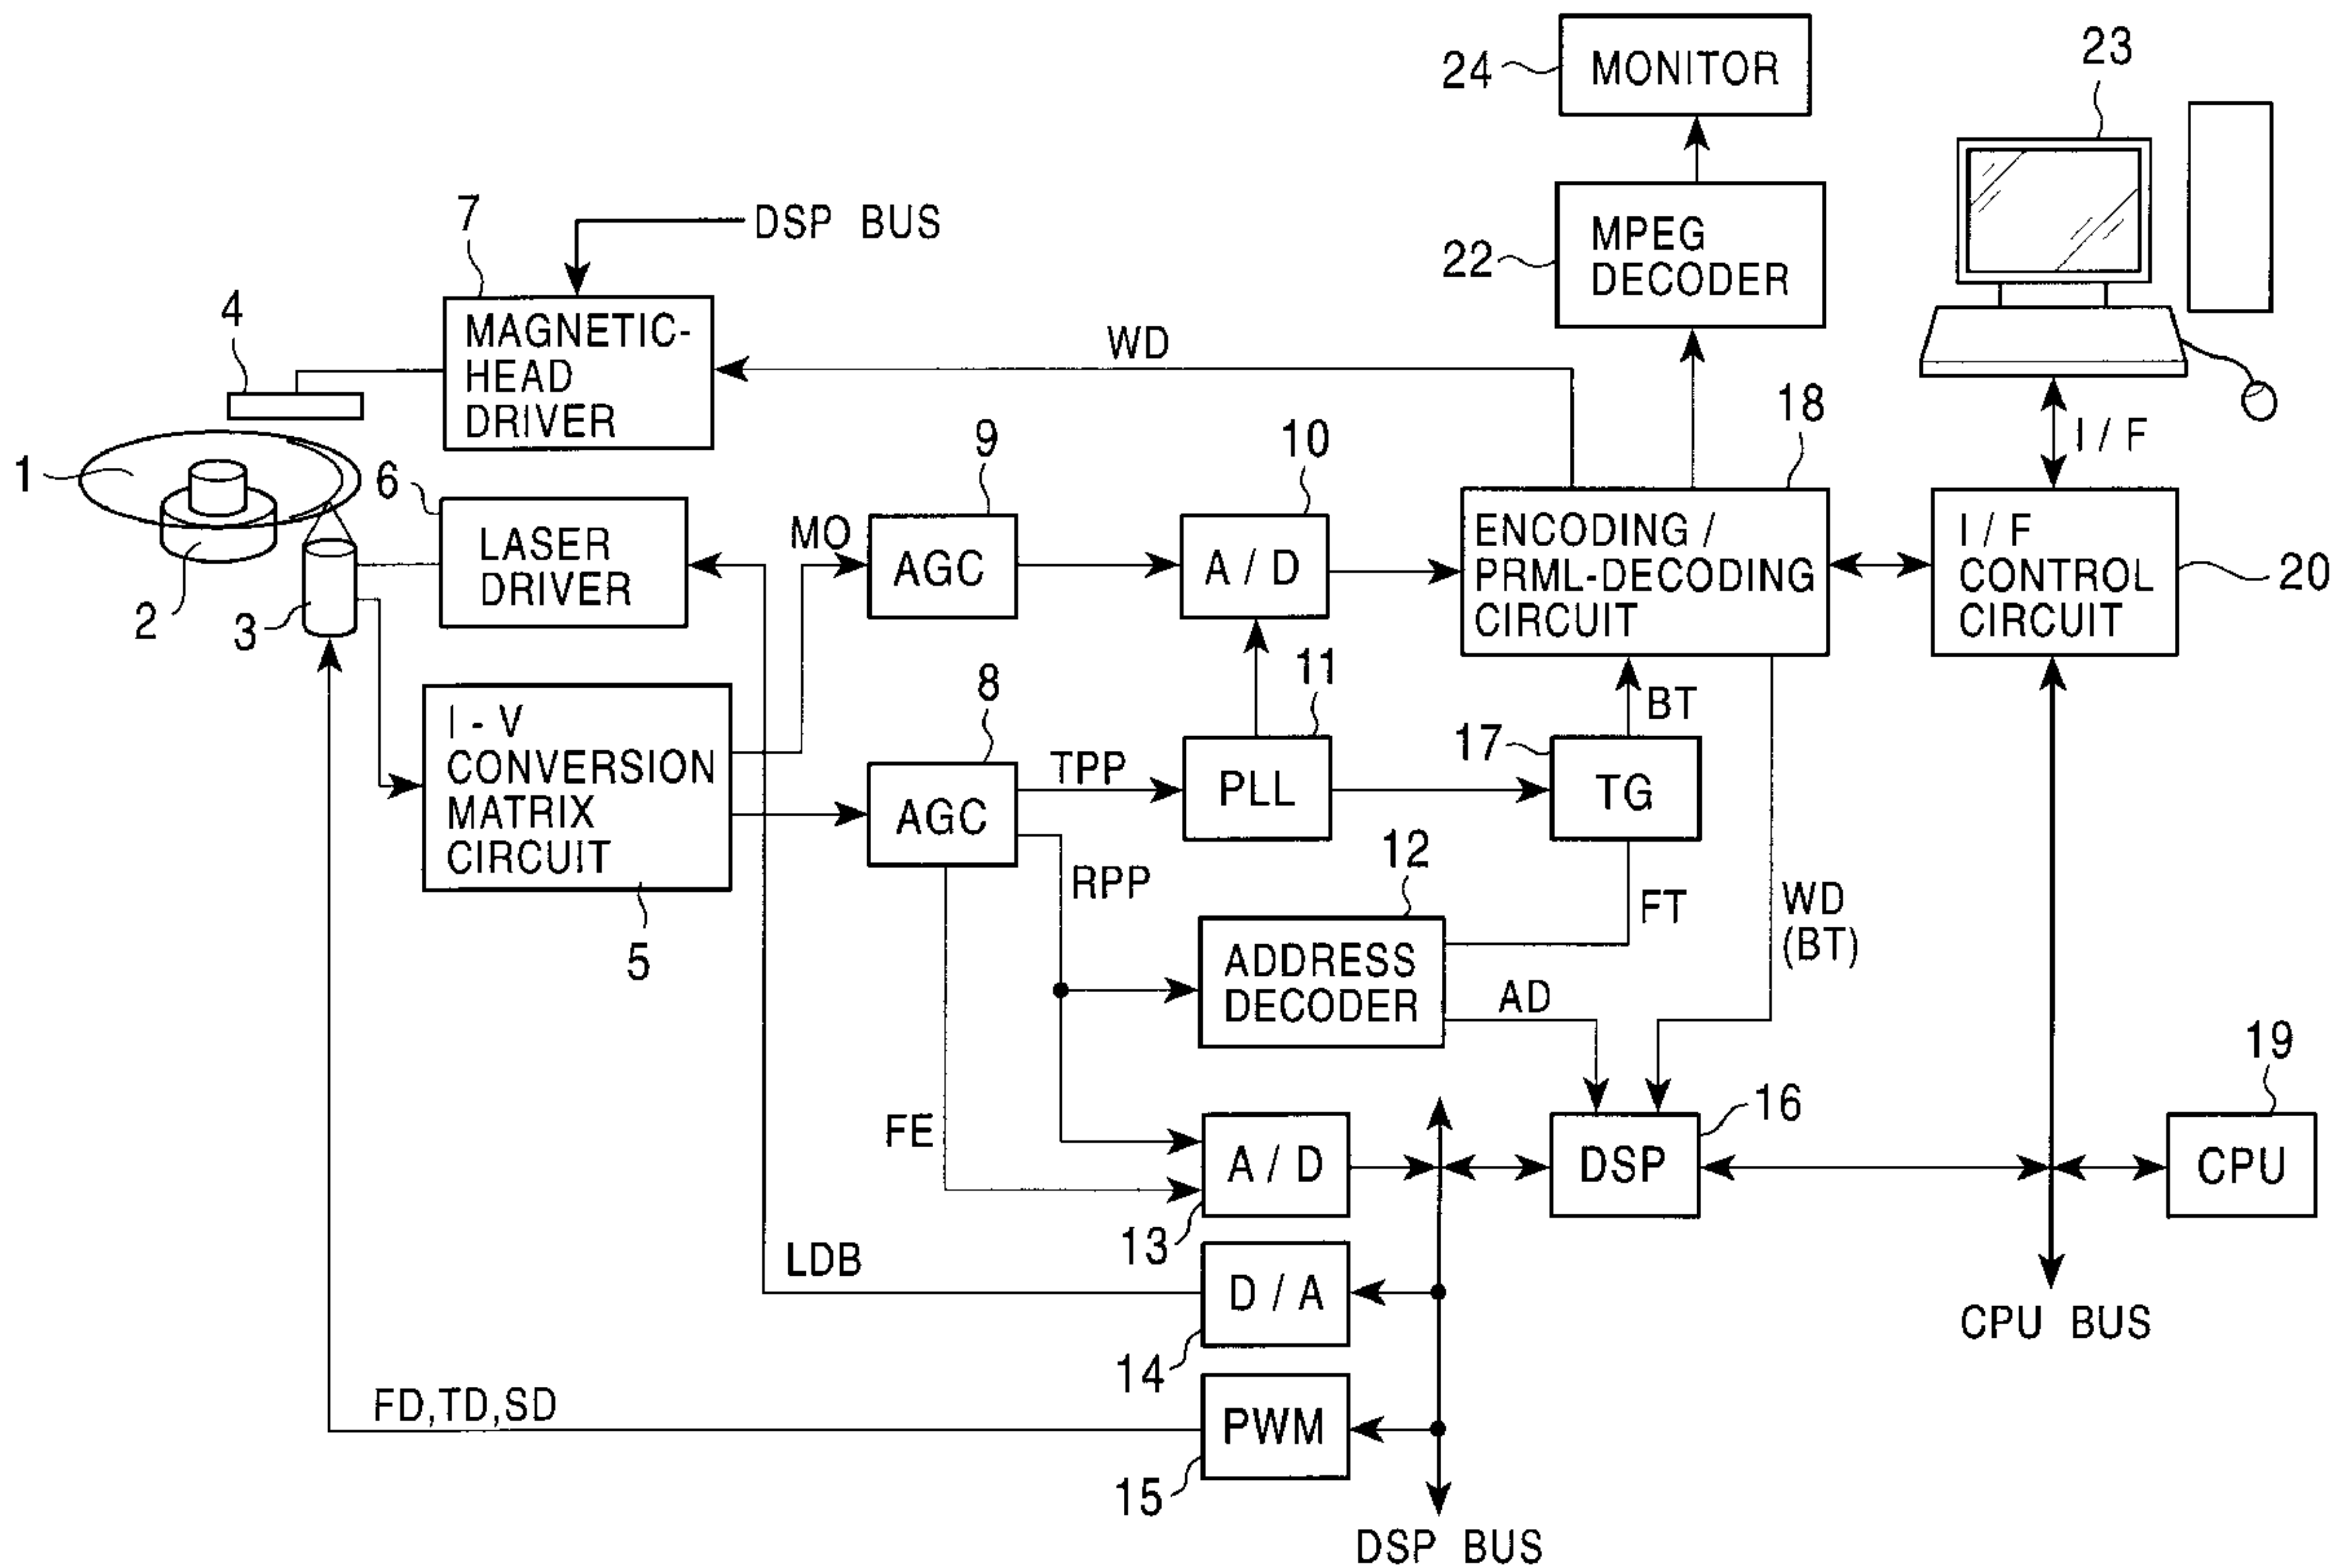 24
MONITOR
23
7
DSP BUS
22
MPEG
DECODER
4
MAGNETIC-
HEAD
DRIVER
WD
18
I / F
1
6
9
10
LASER
DRIVER
MO
AGC
A / D
ENCODING /
PRML-DECODING
CIRCUIT
I / F
CONTROL
CIRCUIT
20
2
3
8
11
BT
I - V
CONVERSION
MATRIX
CIRCUIT
5
AGC
TPP
PLL
17
TG
RPP
12
FT
WD
(BT)
ADDRESS
DECODER
AD
19
FE
A / D
13
DSP
16
CPU
LDB
D / A
14
CPU BUS
FD,TD,SD
PWM
15
DSP BUS